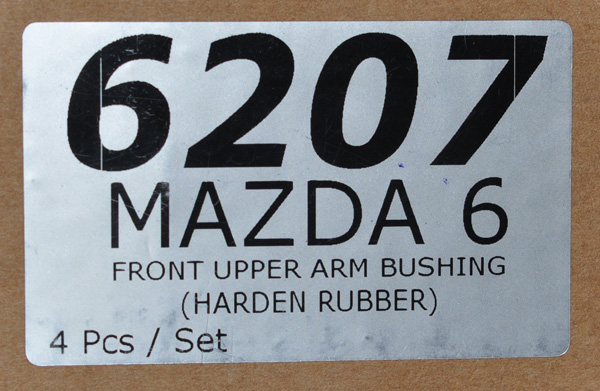 6207
MAZDA 6
FRONT UPPER ARM BUSHING
(HARDEN RUBBER)
4 Pcs / Set